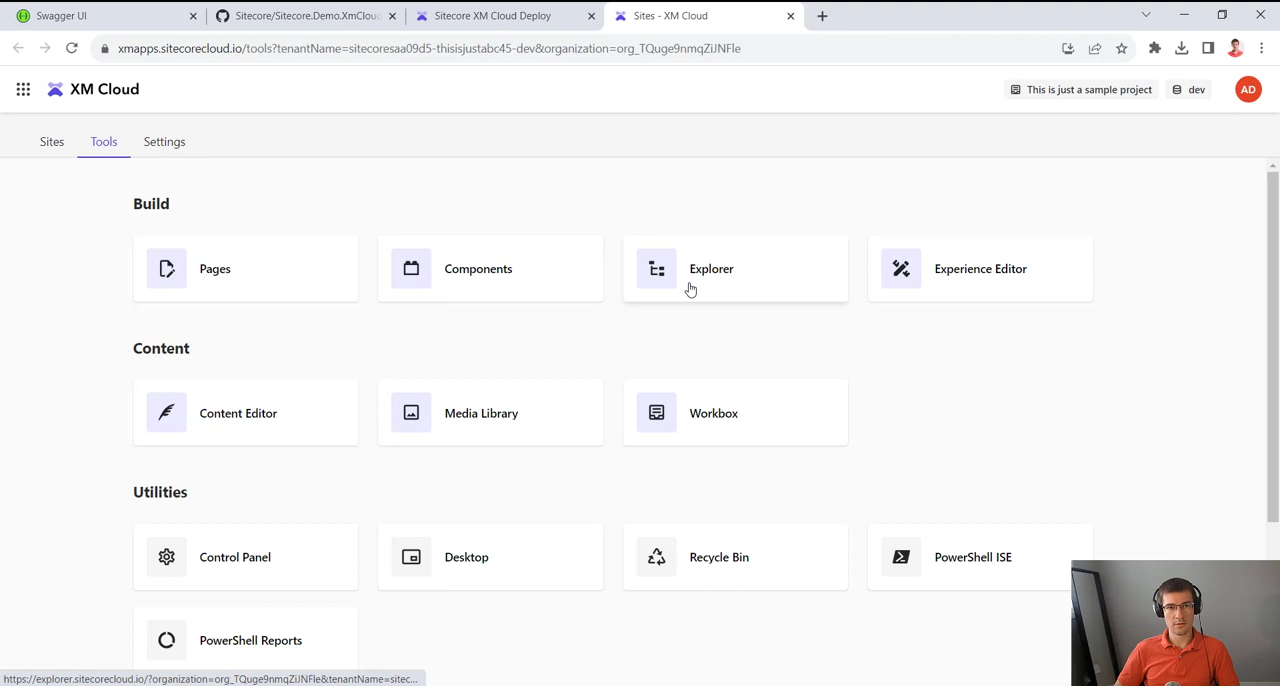 Swagger UI
Sitecore/Sitecore.Demo.XmCloud
Sitecore XM Cloud Deploy
Sites - XM Cloud
xmapps.sitecorecloud.io/tools?tenantName=sitecoresaa09d5-thisisjustabc45-dev&organization=org_TQuge9nmqZiJNFle
XM Cloud
This is just a sample project
dev
AD
Sites
Tools
Settings
Build
Pages
Components
Explorer
Experience Editor
Content
Content Editor
Media Library
Workbox
Utilities
Control Panel
Desktop
Recycle Bin
PowerShell ISE
PowerShell Reports
https://explorer.sitecorecloud.io/?organization=org_TQuge9nmqZiJNFle&tenantName=sitec...